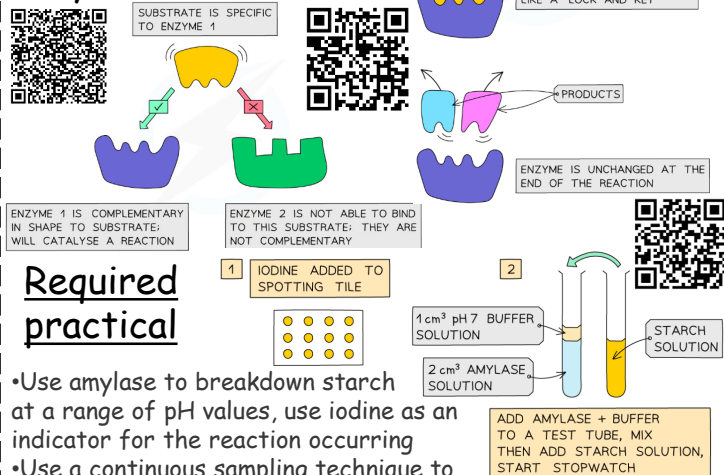 SUBSTRATE IS SPECIFIC
TO ENZYME 1
LIKE A LOCK AND KEY
PRODUCTS
ENZYME IS UNCHANGED AT THE
END OF THE REACTION
ENZYME 1 IS COMPLEMENTARY
IN SHAPE TO SUBSTRATE;
WILL CATALYSE A REACTION
ENZYME 2 IS NOT ABLE TO BIND
TO THIS SUBSTRATE; THEY ARE
NOT COMPLEMENTARY
Required
practical
1
IODINE ADDED TO
SPOTTING TILE
2
1 cm³ pH 7 BUFFER
SOLUTION
2 cm³ AMYLASE
SOLUTION
STARCH
SOLUTION
•Use amylase to breakdown starch
at a range of pH values, use iodine as an
indicator for the reaction occurring
•Use a continuous sampling technique to
ADD AMYLASE + BUFFER
TO A TEST TUBE, MIX
THEN ADD STARCH SOLUTION,
START STOPWATCH